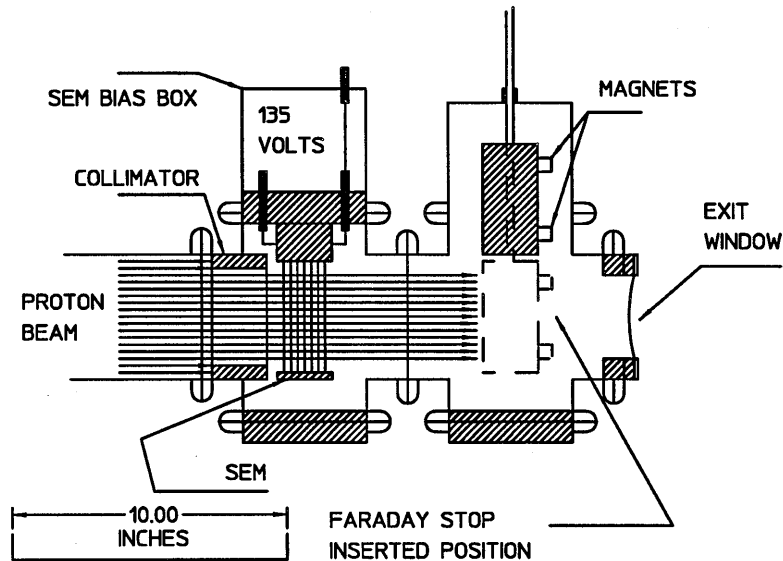 SEM BIAS BOX
135
VOLTS
MAGNETS
COLLIMATOR
EXIT
WINDOW
PROTON
BEAM
SEM
10.00
INCHES
FARADAY STOP
INSERTED POSITION